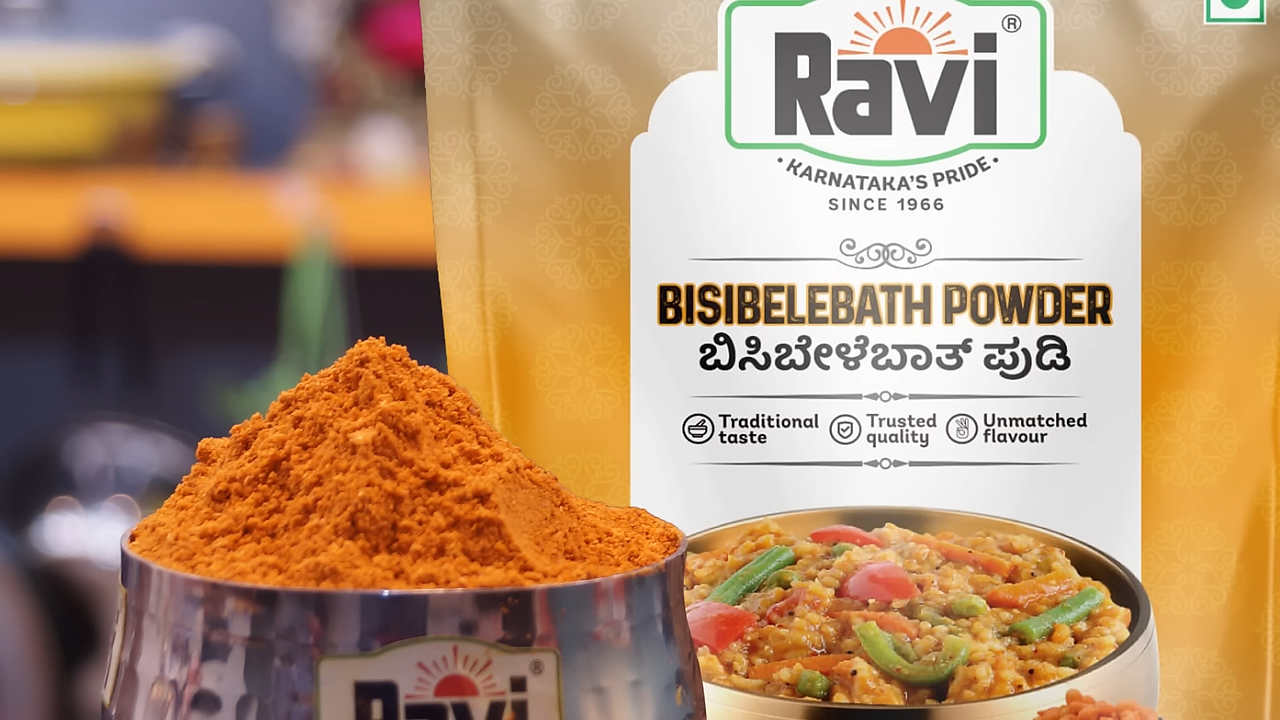 Ravi ®
• KARNATAKA'S PRIDE •
SINCE 1966
BISIBELEBATH POWDER
ಬಿಸಿಬೇಳೆಬಾತ್ ಪುಡಿ
Traditional taste
Trusted quality
Unmatched flavour
Ravi ®